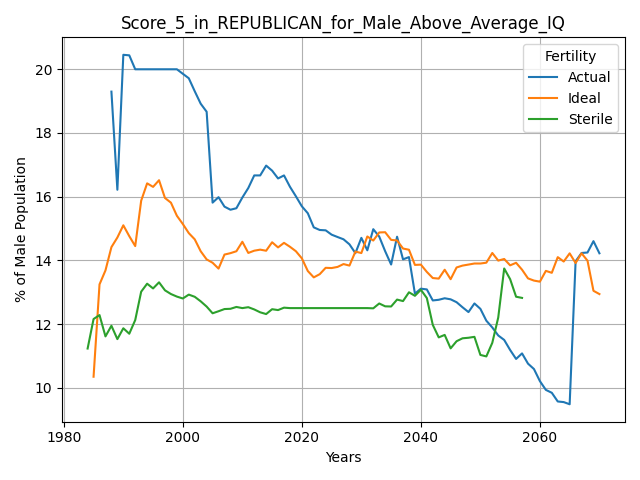 Score_5_in_REPUBLICAN_for_Male_Above_Average_IQ
% of Male Population
20
18
16
14
12
10
Fertility
Actual
Ideal
Sterile
1980
2000
2020
2040
2060
Years